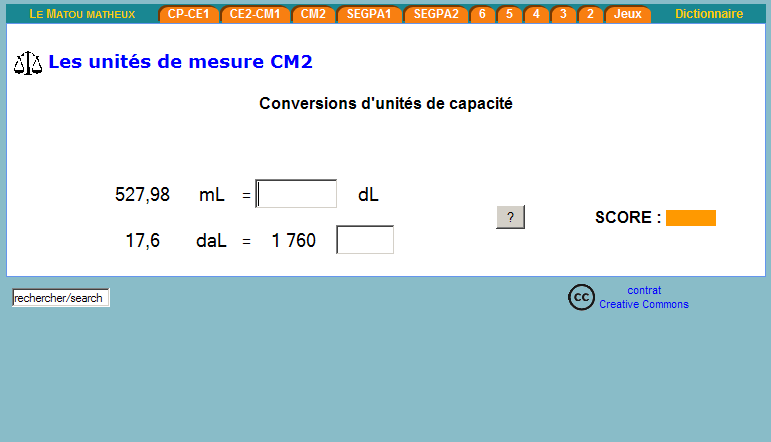 LE MATOU MATHEUX CP-CE1 CE2-CM1 CM2 SEGPA1 SEGPA2 6 5 4 3 2 Jeux Dictionnaire
Les unités de mesure CM2
Conversions d'unités de capacité
527,98 mL = dL
? SCORE :
17,6 daL = 1 760
rechercher/search
cc contrat
Creative Commons